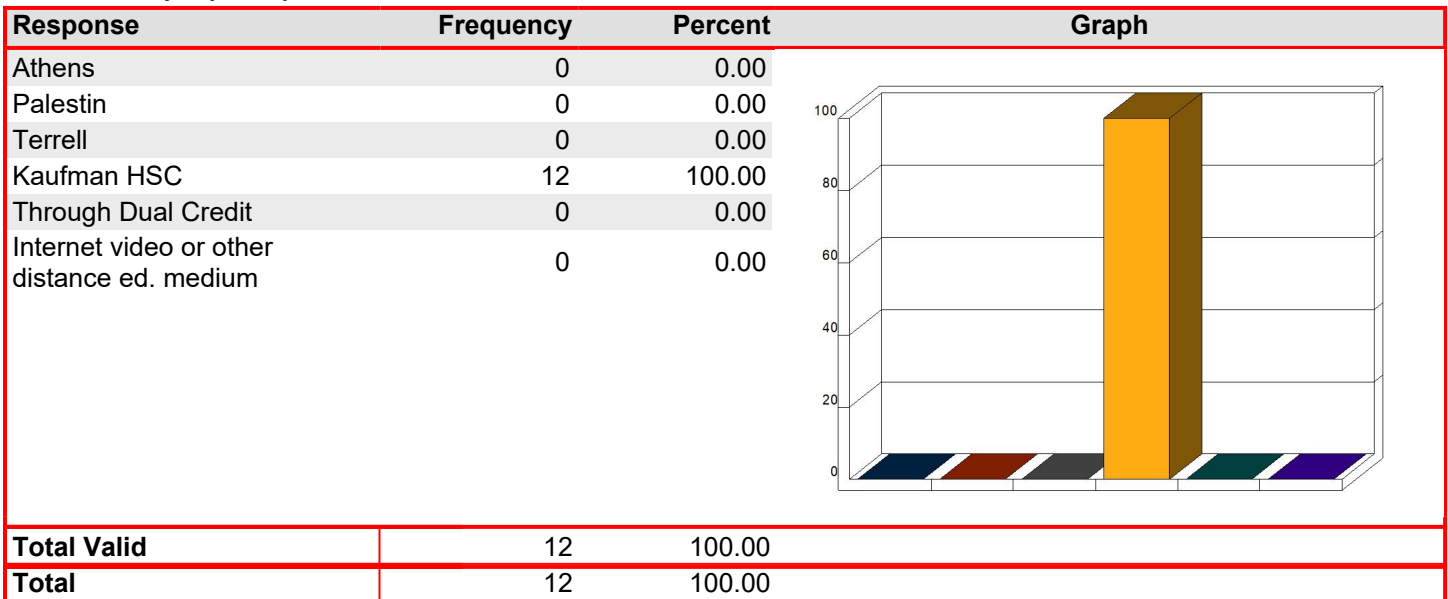 Response Frequency Percent Graph
Athens 0 0.00
Palestin 0 0.00
Terrell 0 0.00
Kaufman HSC 12 100.00
Through Dual Credit 0 0.00
Internet video or other
distance ed. medium 0 0.00
100
80
60
40
20
0
Total Valid 12 100.00
Total 12 100.00